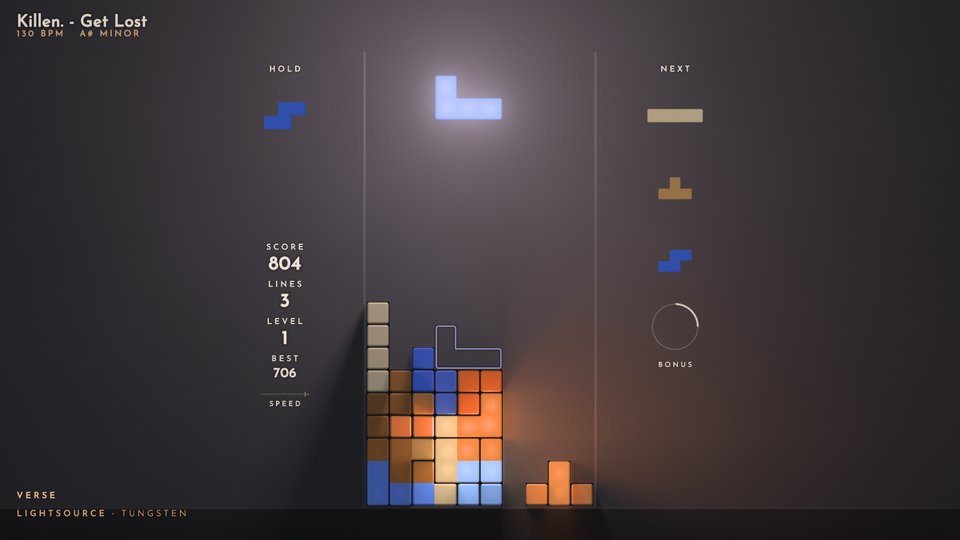 Killen. - Get Lost
130 BPM A# MINOR
HOLD
NEXT
SCORE
804
LINES
3
LEVEL
1
BEST
706
SPEED
BONUS
VERSE
LIGHTSOURCE · TUNGSTEN